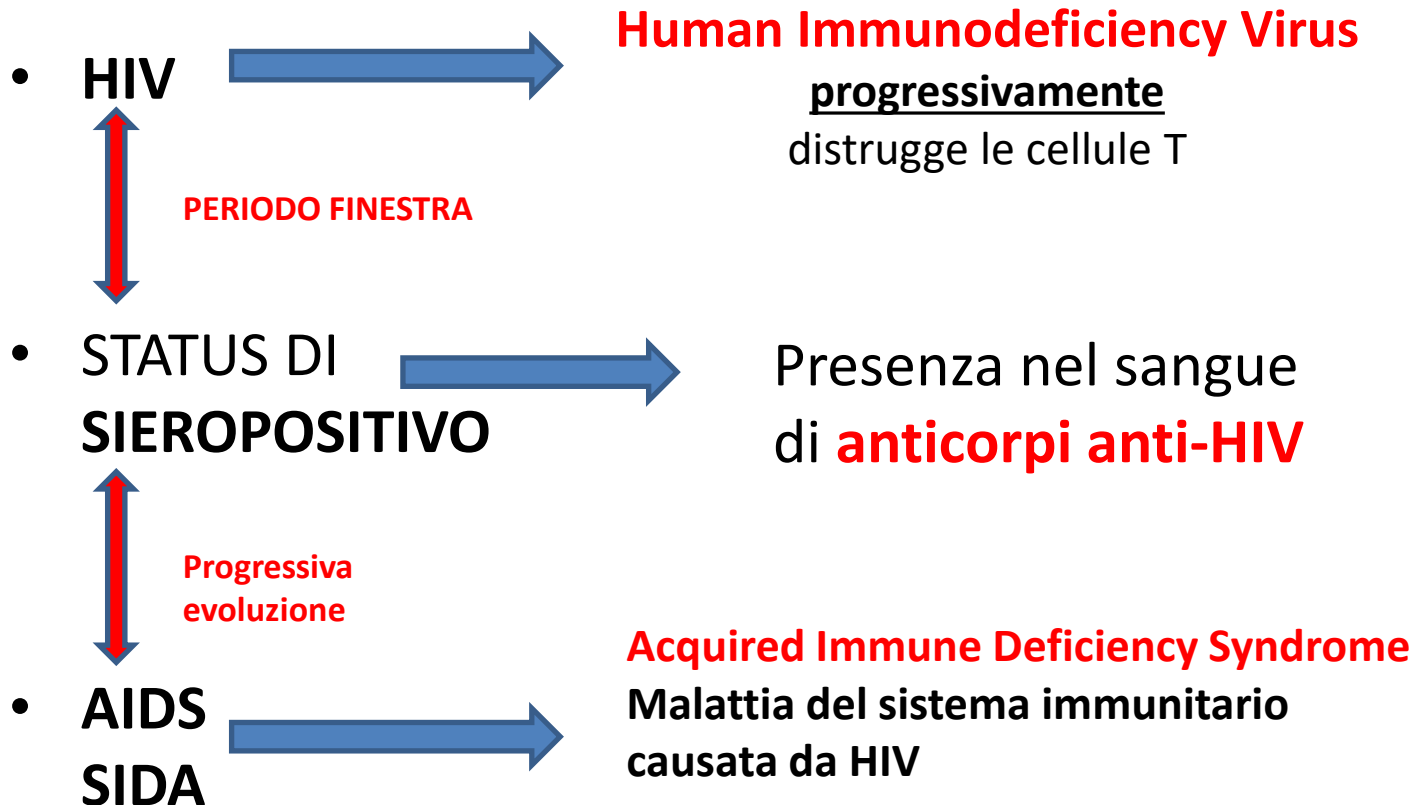 • HIV
Human Immunodeficiency Virus
progressivamente
distrugge le cellule T
PERIODO FINESTRA
• STATUS DI
SIEROPOSITIVO
Presenza nel sangue
di anticorpi anti-HIV
Progressiva
evoluzione
• AIDS
SIDA
Acquired Immune Deficiency Syndrome
Malattia del sistema immunitario
causata da HIV